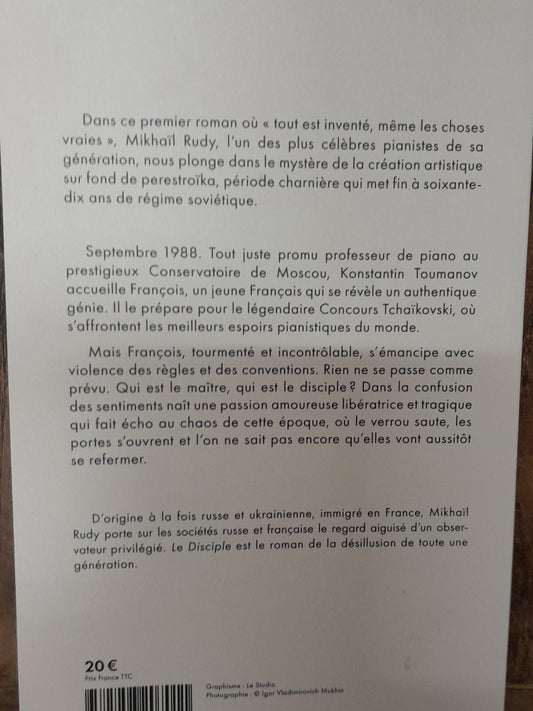 Dans ce premier roman où « tout est inventé, même les choses
vraies », Mikhaïl Rudy, l'un des plus célèbres pianistes de sa
génération, nous plonge dans le mystère de la création artistique
sur fond de perestroïka, période charnière qui met fin à soixante-
dix ans de régime soviétique.
Septembre 1988. Tout juste promu professeur de piano au
prestigieux Conservatoire de Moscou, Konstantin Toumanov
accueille François, un jeune Français qui se révèle un authentique
génie. Il le prépare pour le légendaire Concours Tchaïkovski, où
s'affrontent les meilleurs espoirs pianistiques du monde.
Mais François, tourmenté et incontrôlable, s'émancipe avec
violence des règles et des conventions. Rien ne se passe comme
prévu. Qui est le maître, qui est le disciple ? Dans la confusion
des sentiments naît une passion amoureuse libératrice et tragique
qui fait écho au chaos de cette époque, où le verrou saute, les
portes s'ouvrent et l'on ne sait pas encore qu'elles vont aussitôt
se refermer.
D'origine à la fois russe et ukrainienne, immigré en France, Mikhaïl
Rudy porte sur les sociétés russe et française le regard aiguisé d'un obser-
vateur privilégié. Le Disciple est le roman de la désillusion de toute une
génération.
20 €
Prix France TTC
Graphisme : Le Studio
Photographie : © Igor Vladimirovich Mukhin